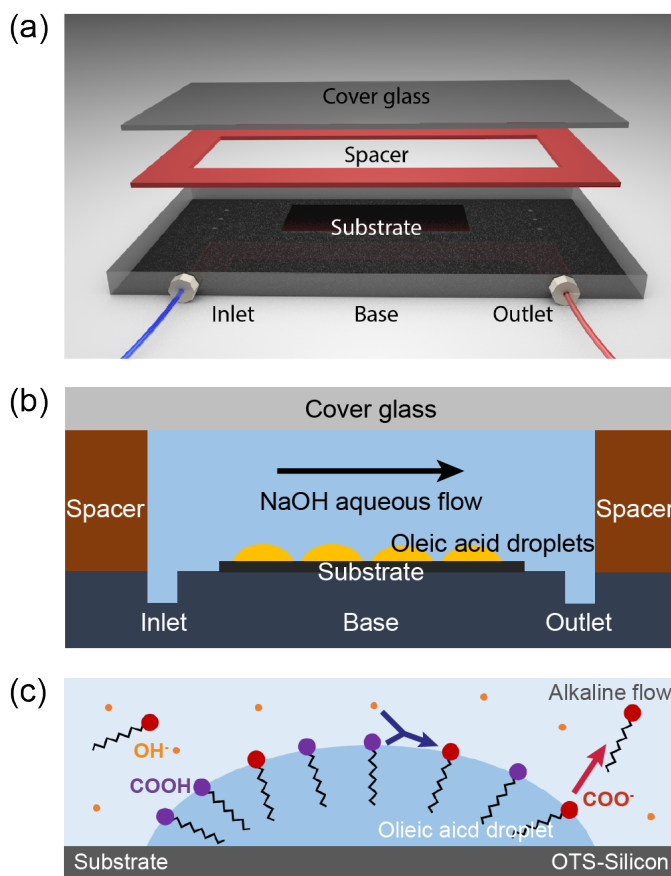 (a)
Cover glass
Spacer
Substrate
Inlet Base Outlet
(b)
Cover glass
NaOH aqueous flow
Spacer Spacer
Oleic acid droplets
Substrate
Inlet Base Outlet
(c)
Alkaline flow
OH-
COOH
COO-
Olieic aicd droplet
Substrate OTS-Silicon